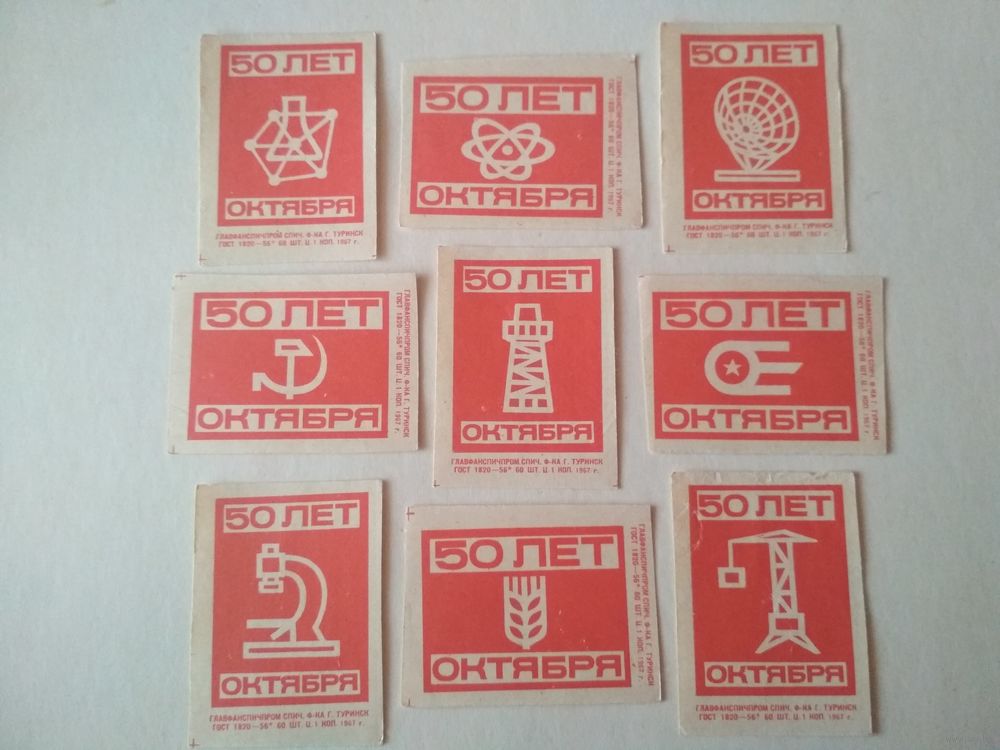 50 ЛЕТ
ОКТЯБРЯ
ГЛАВФАНСПИЧПРОМ СПИЧ. Ф-КА Г. ТУРИНСК
ГОСТ 1820—56* 60 ШТ. Ц. 1 КОП. 1967 г.
50 ЛЕТ
ОКТЯБРЯ
ГЛАВФАНСПИЧПРОМ СПИЧ. Ф-КА Г. ТУРИНСК
ГОСТ 1820—56* 60 ШТ. Ц. 1 КОП. 1967 г.
50 ЛЕТ
ОКТЯБРЯ
ГЛАВФАНСПИЧПРОМ СПИЧ. Ф-КА Г. ТУРИНСК
ГОСТ 1820—56* 60 ШТ. Ц. 1 КОП. 1967 г.
50 ЛЕТ
ОКТЯБРЯ
ГЛАВФАНСПИЧПРОМ СПИЧ. Ф-КА Г. ТУРИНСК
ГОСТ 1820—56* 60 ШТ. Ц. 1 КОП. 1967 г.
50 ЛЕТ
ОКТЯБРЯ
ГЛАВФАНСПИЧПРОМ СПИЧ. Ф-КА Г. ТУРИНСК
ГОСТ 1820—56* 60 ШТ. Ц. 1 КОП. 1967 г.
50 ЛЕТ
ОКТЯБРЯ
ГЛАВФАНСПИЧПРОМ СПИЧ. Ф-КА Г. ТУРИНСК
ГОСТ 1820—56* 60 ШТ. Ц. 1 КОП. 1967 г.
50 ЛЕТ
ОКТЯБРЯ
ГЛАВФАНСПИЧПРОМ СПИЧ. Ф-КА Г. ТУРИНСК
ГОСТ 1820—56* 60 ШТ. Ц. 1 КОП. 1967 г.
50 ЛЕТ
ОКТЯБРЯ
ГЛАВФАНСПИЧПРОМ СПИЧ. Ф-КА Г. ТУРИНСК
ГОСТ 1820—56* 60 ШТ. Ц. 1 КОП. 1967 г.
50 ЛЕТ
ОКТЯБРЯ
ГЛАВФАНСПИЧПРОМ СПИЧ. Ф-КА Г. ТУРИНСК
ГОСТ 1820—56* 60 ШТ. Ц. 1 КОП. 1967 г.